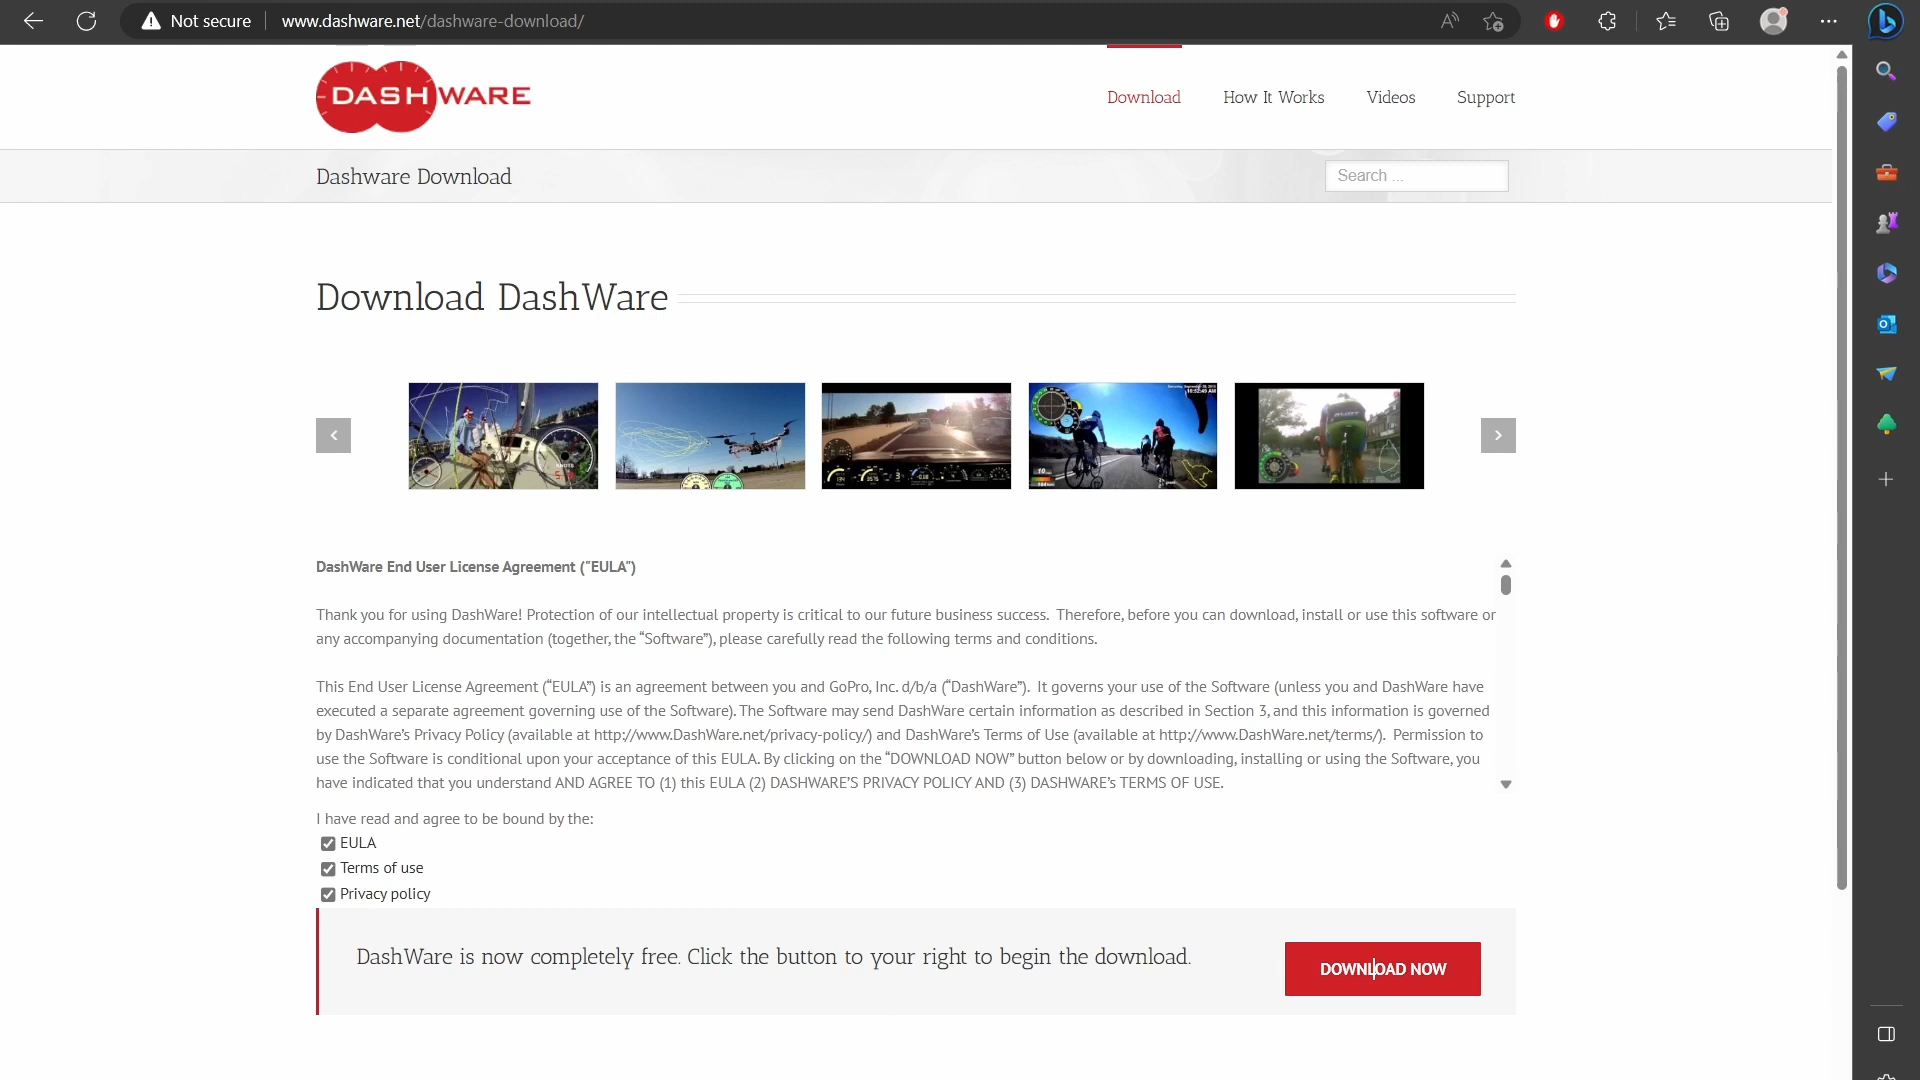 Not secure
www.dashware.net/dashware-download/
DASHWARE
Download
How It Works
Videos
Support
Dashware Download
Search ...
Download DashWare
DashWare End User License Agreement ("EULA")
Thank you for using DashWare! Protection of our intellectual property is critical to our future business success.  Therefore, before you can download, install or use this software or
any accompanying documentation (together, the “Software”), please carefully read the following terms and conditions.
This End User License Agreement (“EULA”) is an agreement between you and GoPro, Inc. d/b/a (“DashWare”).  It governs your use of the Software (unless you and DashWare have
executed a separate agreement governing use of the Software). The Software may send DashWare certain information as described in Section 3, and this information is governed
by DashWare’s Privacy Policy (available at http://www.DashWare.net/privacy-policy/) and DashWare’s Terms of Use (available at http://www.DashWare.net/terms/).  Permission to
use the Software is conditional upon your acceptance of this EULA. By clicking on the “DOWNLOAD NOW” button below or by downloading, installing or using the Software, you
have indicated that you understand AND AGREE TO (1) this EULA (2) DASHWARE’S PRIVACY POLICY AND (3) DASHWARE’s TERMS OF USE.
I have read and agree to be bound by the:
EULA
Terms of use
Privacy policy
DashWare is now completely free. Click the button to your right to begin the download.
DOWNLOAD NOW